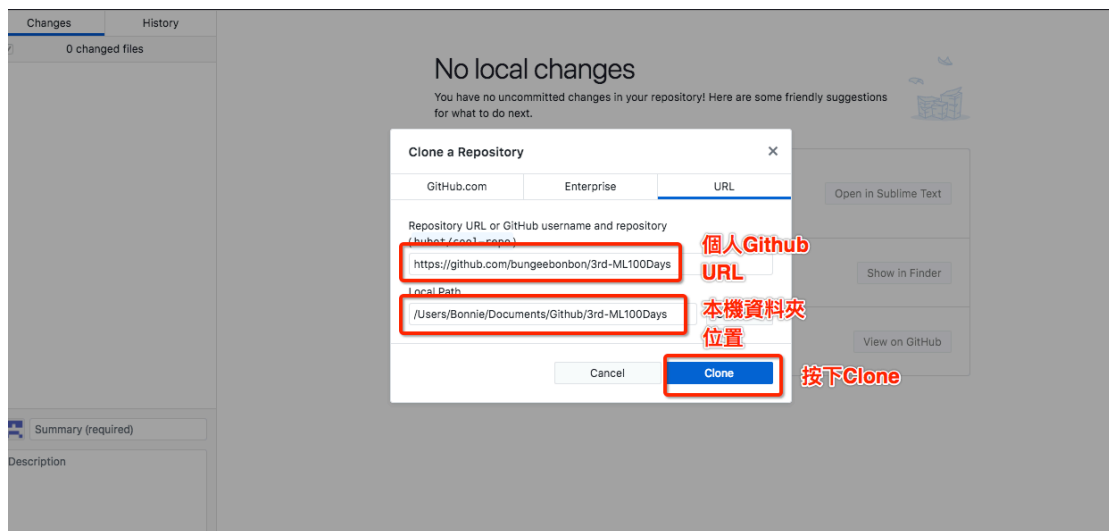 Changes
History
0 changed files
No local changes
You have no uncommitted changes in your repository! Here are some friendly suggestions
for what to do next.
Clone a Repository
GitHub.com
Enterprise
URL
Open in Sublime Text
Repository URL or GitHub username and repository
(hubot/cool-repo)
個人Github
URL
https://github.com/bungeebonbon/3rd-ML100Days
Show in Finder
Local Path
/Users/Bonnie/Documents/Github/3rd-ML100Days
本機資料夾
位置
View on GitHub
Cancel
Clone
按下Clone
Summary (required)
Description